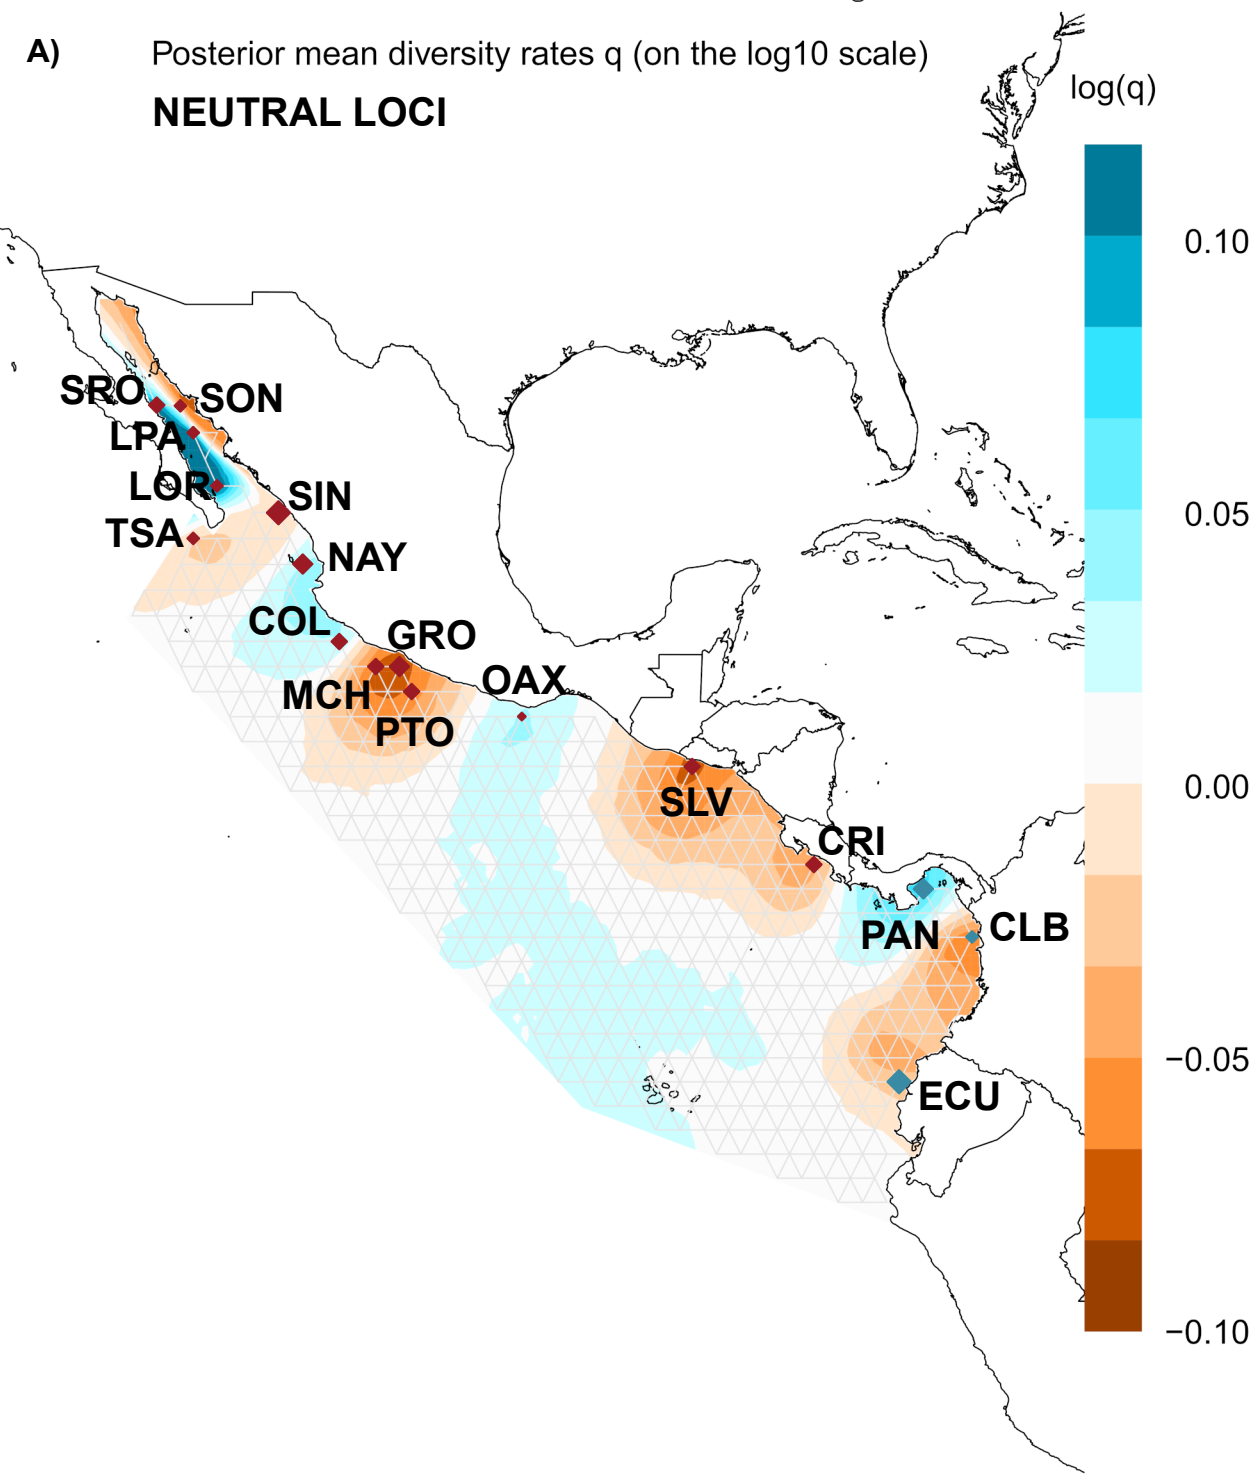 A) Posterior mean diversity rates q (on the log10 scale)
NEUTRAL LOCI
log(q)
0.10
0.05
0.00
−0.05
−0.10
SRO
SON
LPA
LOR
SIN
TSA
NAY
COL
GRO
MCH
OAX
PTO
SLV
CRI
PAN
CLB
ECU